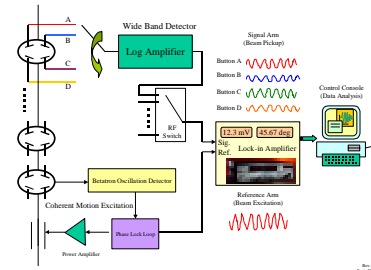 A
B
C
D
Wide Band Detector
Log Amplifier
RF
Switch
Signal Arm
(Beam Pickup)
Button A
Button B
Button C
Button D
Control Console
(Data Analysis)
12.3 mV
45.67 deg
Sig.
Ref.
Lock-in Amplifier
Reference Arm
(Beam Excitation)
Betatron Oscillation Detector
Coherent Motion Excitation
Phase Lock Loop
Power Amplifier
Rev